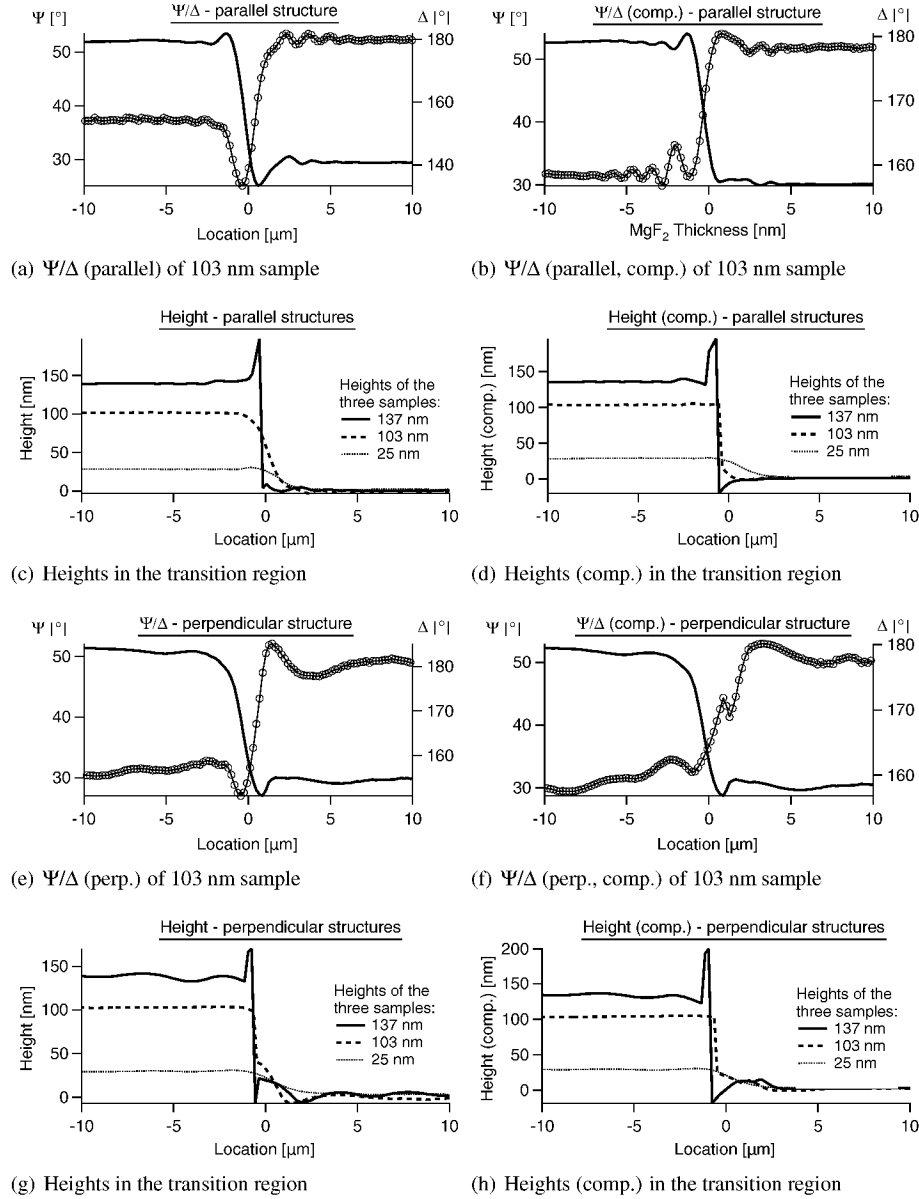 Ψ/Δ - parallel structure
Ψ [°]
Δ |°|
50
40
30
180
160
140
-10
-5
0
5
10
Location [µm]
(a) Ψ/Δ (parallel) of 103 nm sample
Ψ/Δ (comp.) - parallel structure
Ψ [°]
Δ |°|
50
40
30
180
170
160
-10
-5
0
5
10
MgF2 Thickness [nm]
(b) Ψ/Δ (parallel, comp.) of 103 nm sample
Height - parallel structures
Height [nm]
150
100
50
0
Heights of the
three samples:
137 nm
103 nm
25 nm
-10
-5
0
5
10
Location [µm]
(c) Heights in the transition region
Height (comp.) - parallel structures
Height (comp.) [nm]
150
100
50
0
Heights of the
three samples:
137 nm
103 nm
25 nm
-10
-5
0
5
10
Location [µm]
(d) Heights (comp.) in the transition region
Ψ/Δ - perpendicular structure
Ψ |°|
Δ |°|
50
40
30
180
170
160
-10
-5
0
5
10
Location [µm]
(e) Ψ/Δ (perp.) of 103 nm sample
Ψ/Δ (comp.) - perpendicular structure
Ψ |°|
Δ |°|
50
40
30
180
170
160
-10
-5
0
5
10
Location [µm]
(f) Ψ/Δ (perp., comp.) of 103 nm sample
Height - perpendicular structures
Height [nm]
150
100
50
0
Heights of the
three samples:
137 nm
103 nm
25 nm
-10
-5
0
5
10
Location [µm]
(g) Heights in the transition region
Height (comp.) - perpendicular structures
Height (comp.) [nm]
200
150
100
50
0
Heights of the
three samples:
137 nm
103 nm
25 nm
-10
-5
0
5
10
Location [µm]
(h) Heights (comp.) in the transition region